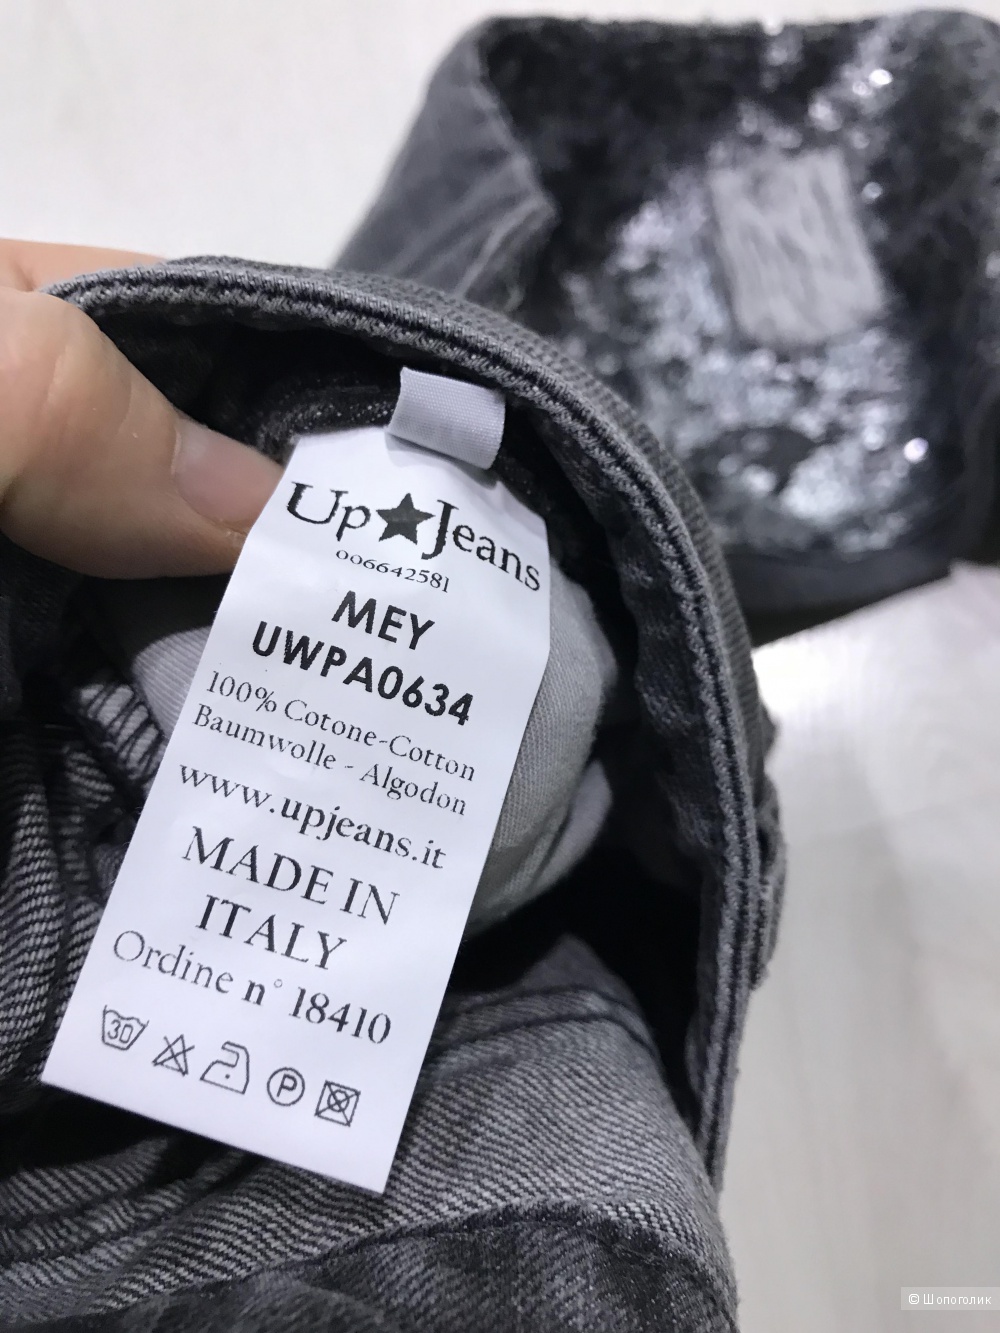 Up★Jeans
006642581
MEY
UWPA0634
100% Cotone-Cotton
Baumwolle - Algodon
www.upjeans.it
MADE IN
ITALY
Ordine n° 18410
30 P
© Шопоголик